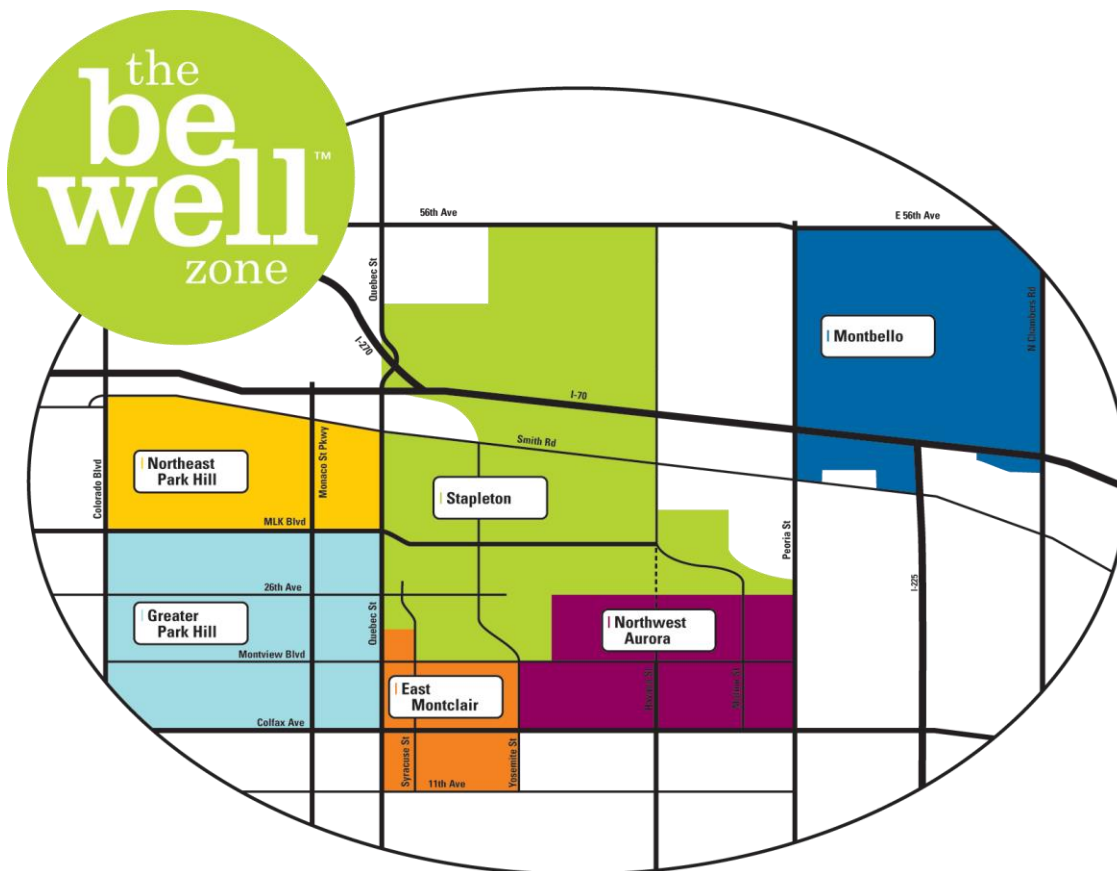 the
be
well™
zone
56th Ave
E 56th Ave
Quebec St
N Chambers Rd
I-270
Montbello
I-70
Smith Rd
Northeast
Park Hill
Monaco St Pkwy
Colorado Blvd
Stapleton
MLK Blvd
Peoria St
I-225
26th Ave
Quebec St
Greater
Park Hill
Northwest
Aurora
Montview Blvd
East
Montclair
Colfax Ave
Syracuse St
Yosemite St
11th Ave